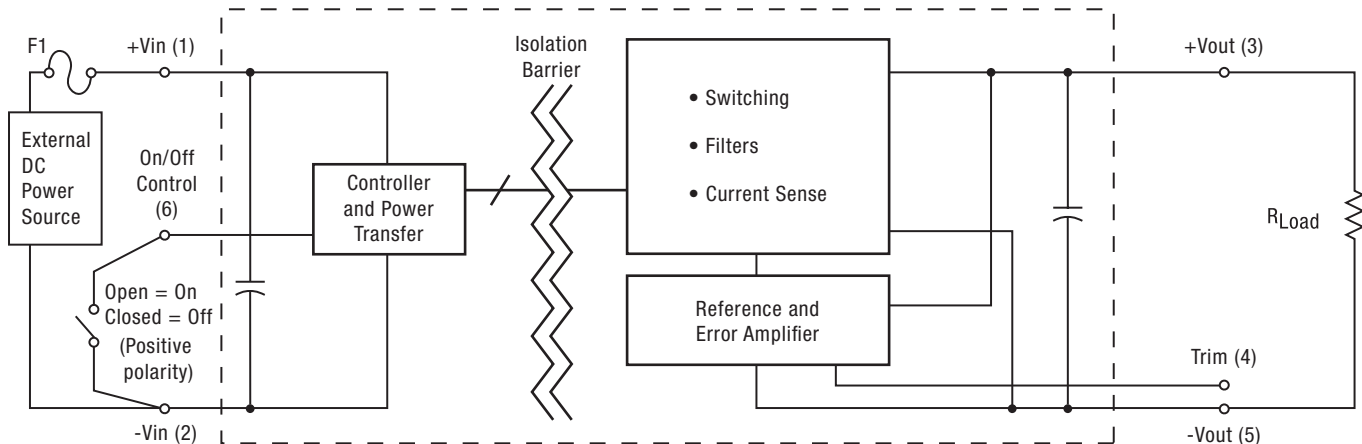 F1
+Vin (1)
External
DC
Power
Source
On/Off
Control
(6)
Open = On
Closed = Off
(Positive
polarity)
-Vin (2)
Controller
and Power
Transfer
Isolation
Barrier
• Switching
• Filters
• Current Sense
Reference and
Error Amplifier
+Vout (3)
RLoad
Trim (4)
-Vout (5)